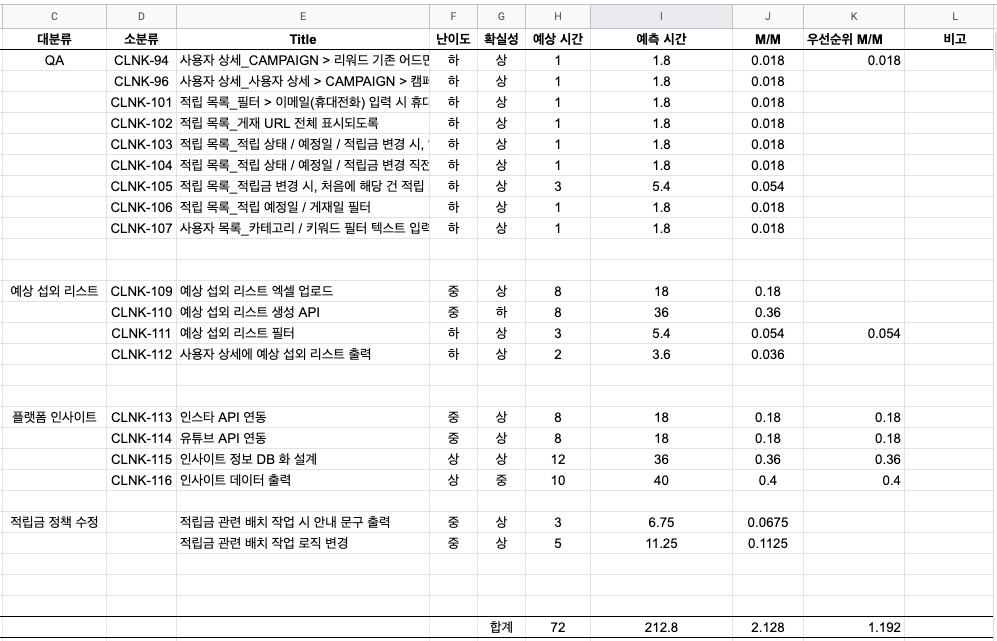 C D E F G H I J K L
대분류 소분류 Title 난이도 확실성 예상 시간 예측 시간 M/M 우선순위 M/M 비고
QA CLNK-94 사용자 상세_CAMPAIGN > 리워드 기존 어드민 하 상 1 1.8 0.018 0.018
CLNK-96 사용자 상세_사용자 상세 > CAMPAIGN > 캠페 하 상 1 1.8 0.018
CLNK-101 적립 목록_필터 > 이메일(휴대전화) 입력 시 휴대 하 상 1 1.8 0.018
CLNK-102 적립 목록_게재 URL 전체 표시되도록 하 상 1 1.8 0.018
CLNK-103 적립 목록_적립 상태 / 예정일 / 적립금 변경 시, 하 상 1 1.8 0.018
CLNK-104 적립 목록_적립 상태 / 예정일 / 적립금 변경 직전 하 상 1 1.8 0.018
CLNK-105 적립 목록_적립금 변경 시, 처음에 해당 건 적립 하 상 3 5.4 0.054
CLNK-106 적립 목록_적립 예정일 / 게재일 필터 하 상 1 1.8 0.018
CLNK-107 사용자 목록_카테고리 / 키워드 필터 텍스트 입력 하 상 1 1.8 0.018
예상 섭외 리스트 CLNK-109 예상 섭외 리스트 엑셀 업로드 중 상 8 18 0.18
CLNK-110 예상 섭외 리스트 생성 API 중 하 8 36 0.36
CLNK-111 예상 섭외 리스트 필터 하 상 3 5.4 0.054 0.054
CLNK-112 사용자 상세에 예상 섭외 리스트 출력 하 상 2 3.6 0.036
플랫폼 인사이트 CLNK-113 인스타 API 연동 중 상 8 18 0.18 0.18
CLNK-114 유튜브 API 연동 중 상 8 18 0.18 0.18
CLNK-115 인사이트 정보 DB 화 설계 상 상 12 36 0.36 0.36
CLNK-116 인사이트 데이터 출력 상 중 10 40 0.4 0.4
적립금 정책 수정 적립금 관련 배치 작업 시 안내 문구 출력 중 상 3 6.75 0.0675
적립금 관련 배치 작업 로직 변경 중 상 5 11.25 0.1125
합계 72 212.8 2.128 1.192